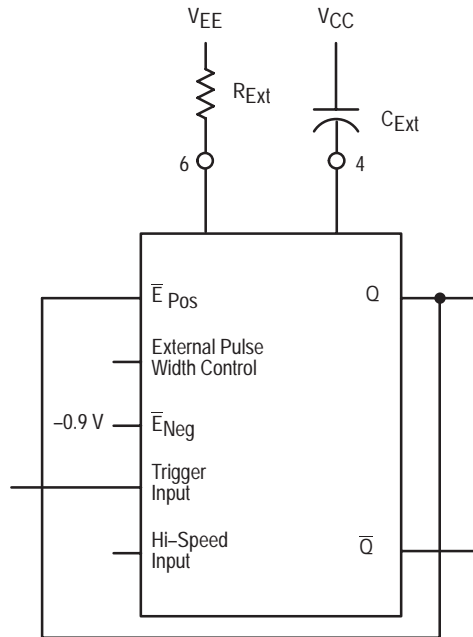 VEE VCC
RExt
CExt
6 4
E̅ Pos Q
External Pulse
Width Control
–0.9 V E̅Neg
Trigger
Input
Hi–Speed Q̅
Input